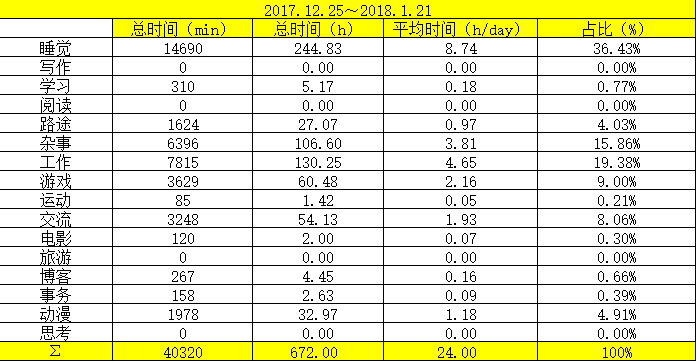 2017.12.25～2018.1.21
总时间（min） 总时间（h） 平均时间（h/day） 占比（%）
睡觉 14690 244.83 8.74 36.43%
写作 0 0.00 0.00 0.00%
学习 310 5.17 0.18 0.77%
阅读 0 0.00 0.00 0.00%
路途 1624 27.07 0.97 4.03%
杂事 6396 106.60 3.81 15.86%
工作 7815 130.25 4.65 19.38%
游戏 3629 60.48 2.16 9.00%
运动 85 1.42 0.05 0.21%
交流 3248 54.13 1.93 8.06%
电影 120 2.00 0.07 0.30%
旅游 0 0.00 0.00 0.00%
博客 267 4.45 0.16 0.66%
事务 158 2.63 0.09 0.39%
动漫 1978 32.97 1.18 4.91%
思考 0 0.00 0.00 0.00%
Σ 40320 672.00 24.00 100%